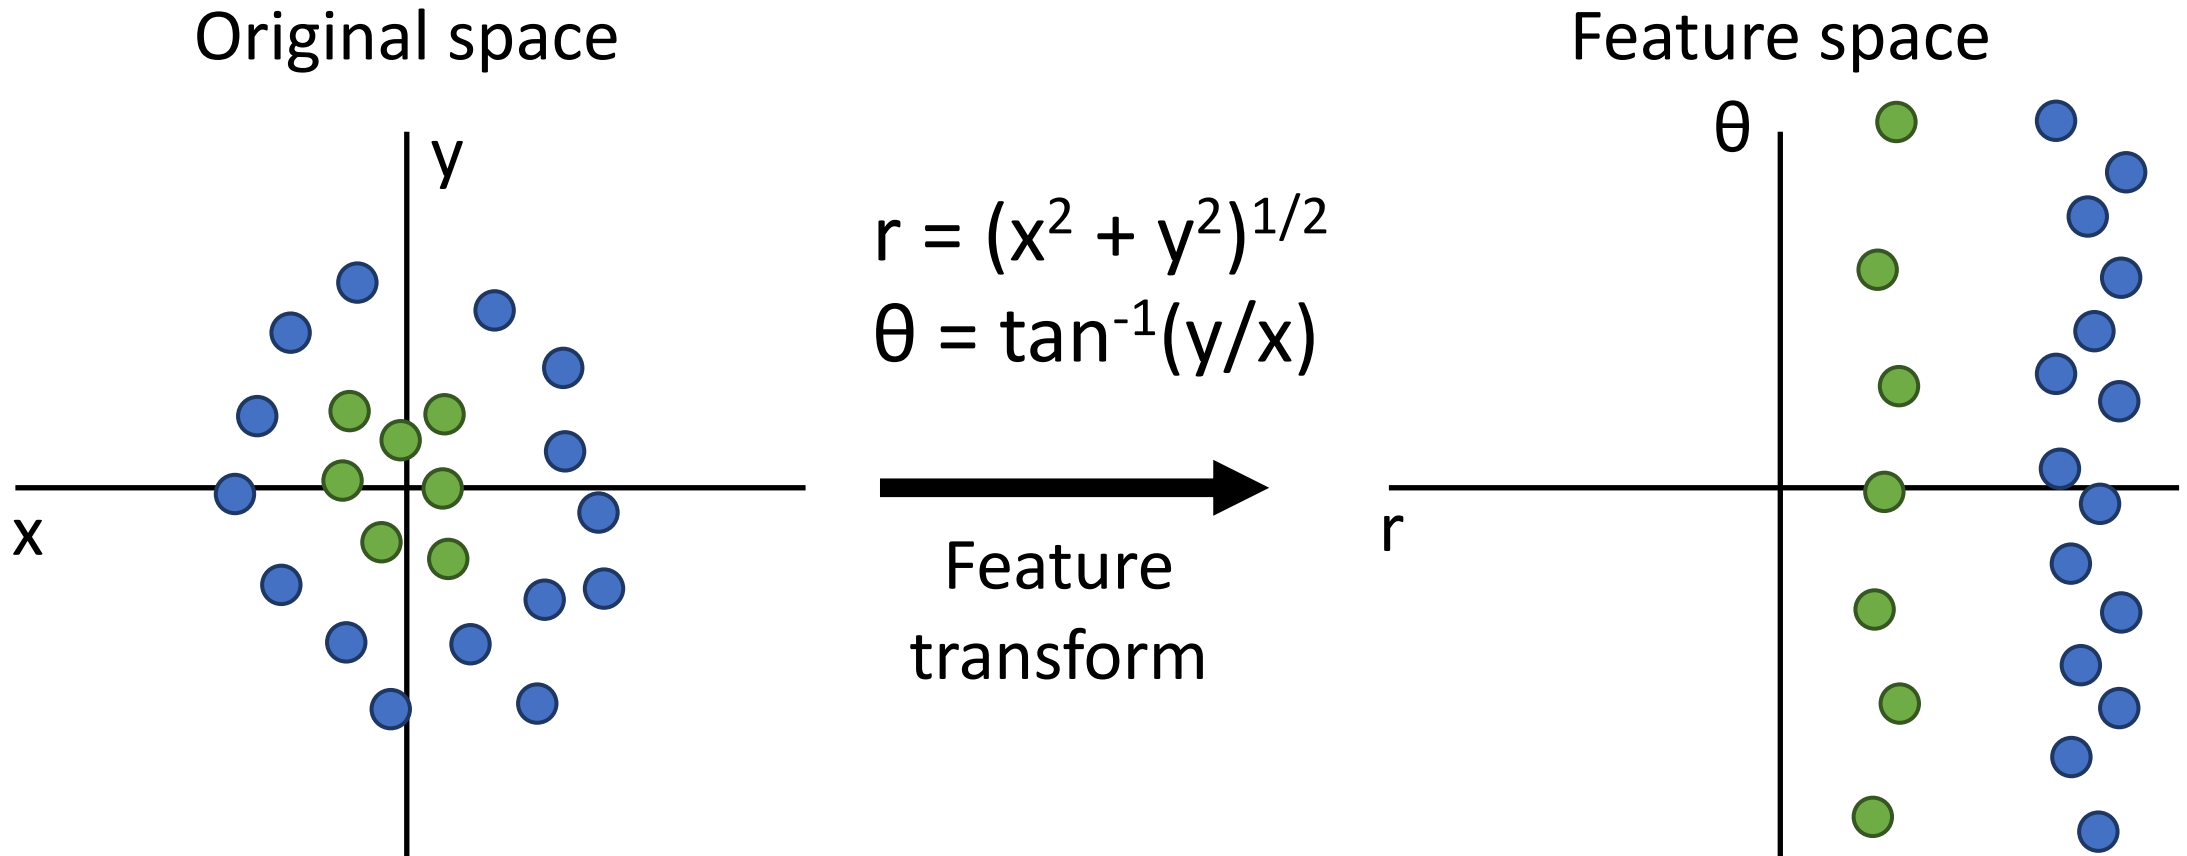 Original space
y
x
r = (x² + y²)¹/²
θ = tan⁻¹(y/x)
Feature
transform
Feature space
θ
r